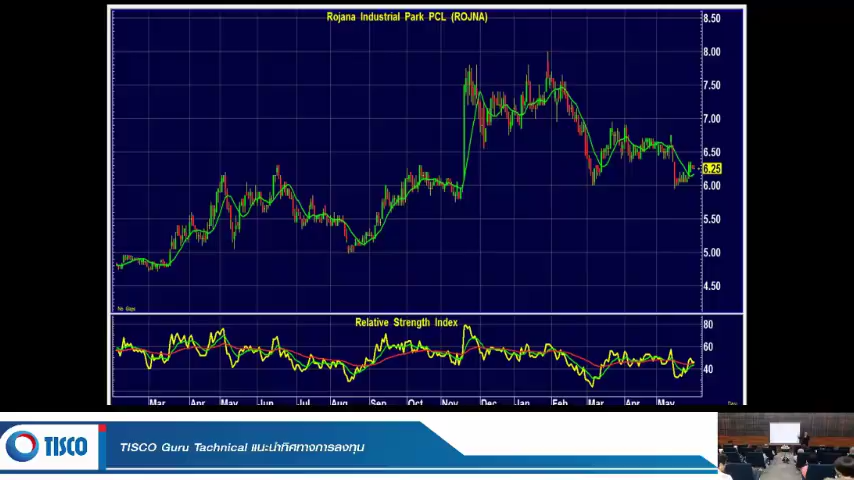 Rojana Industrial Park PCL (ROJNA)
8.50
8.00
7.50
7.00
6.50
6.25
6.00
5.50
5.00
4.50
No Gaps
Relative Strength Index
80
60
40
Mar Apr May Jun Jul Aug Sep Oct Nov Dec Jan Feb Mar Apr May Day
TISCO
TISCO Guru Tachnical แนะนำทิศทางการลงทุน